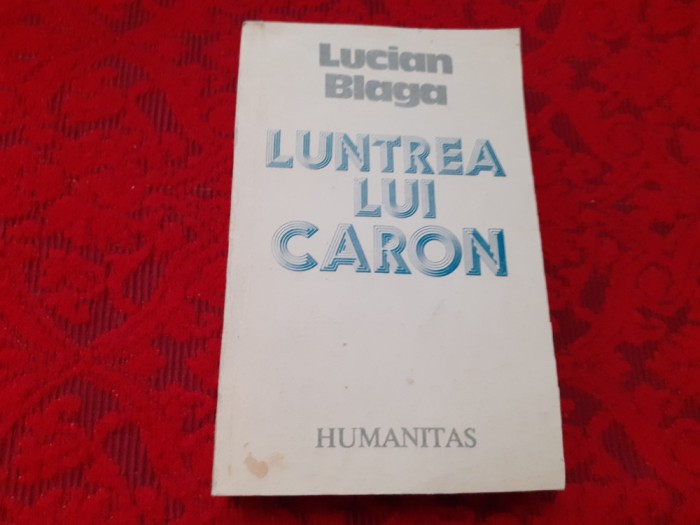 Lucian
Blaga
LUNTREA
LUI
CARON
HUMANITAS